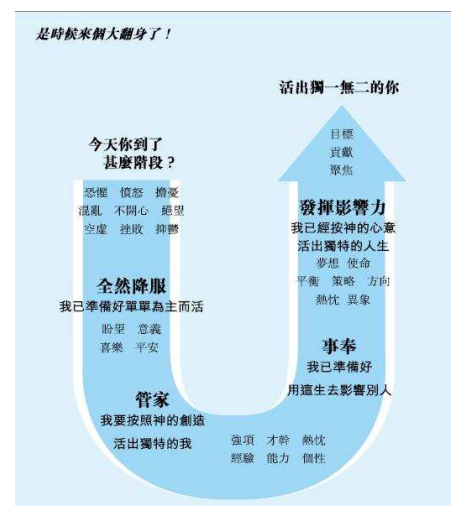 是時候來個大翻身了！
今天你到了
甚麼階段？
恐懼 憤怒 擔憂
混亂 不開心 絕望
空虛 挫敗 抑鬱
全然降服
我已準備好單單為主而活
盼望 意義
喜樂 平安
管家
我要按照神的創造
活出獨特的我
強項 才幹 熱忱
經驗 能力 個性
事奉
我已準備好
用這生去影響別人
發揮影響力
我已經按神的心意
活出獨特的人生
夢想 使命
平衡 策略 方向
熱忱 異象
目標
貢獻
聚焦
活出獨一無二的你